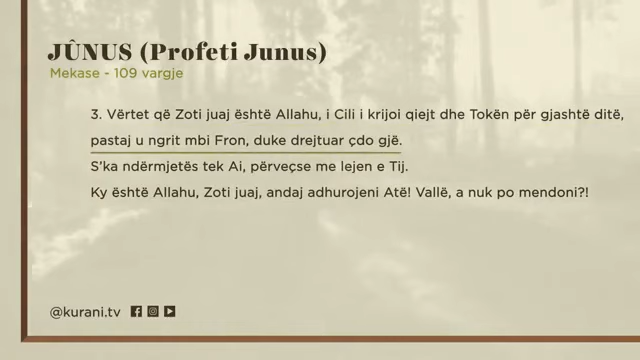 JÛNUS (Profeti Junus)
Mekase - 109 vargje
3. Vërtet që Zoti juaj është Allahu, i Cili i krijoi qiejt dhe Tokën për gjashtë ditë,
pastaj u ngrit mbi Fron, duke drejtuar çdo gjë.
S'ka ndërmjetës tek Ai, përveçse me lejen e Tij.
Ky është Allahu, Zoti juaj, andaj adhurojeni Atë! Vallë, a nuk po mendoni?!
@kurani.tv